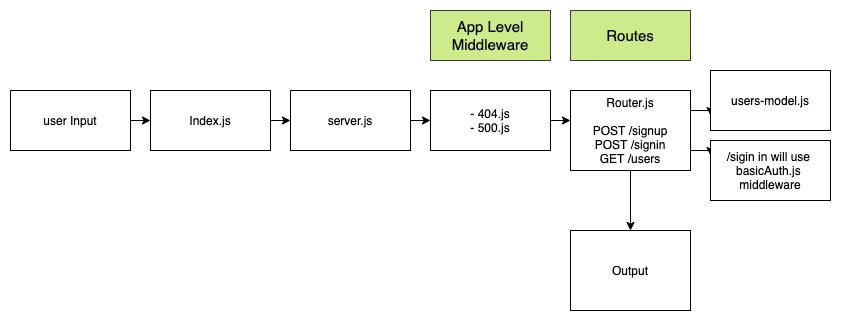 App Level
Middleware
Routes
user Input
Index.js
server.js
- 404.js
- 500.js
Router.js
POST /signup
POST /signin
GET /users
users-model.js
/sigin in will use
basicAuth.js
middleware
Output